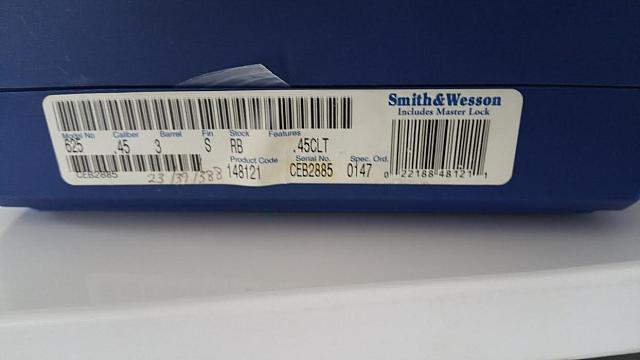 Smith&Wesson
Includes Master Lock
Model No Caliber Barrel Fin Stock Features
625 .45 3 S RB .45CLT
Product Code Serial No. Spec. Ord.
CEB2885 148121 CEB2885 0147
0 22188 48121 1